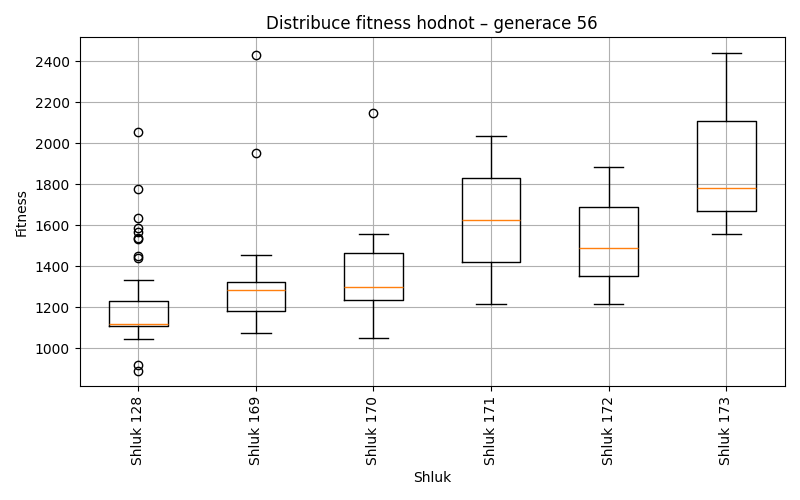 Distribuce fitness hodnot – generace 56
Fitness
2400
2200
2000
1800
1600
1400
1200
1000
Shluk 128
Shluk 169
Shluk 170
Shluk 171
Shluk 172
Shluk 173
Shluk